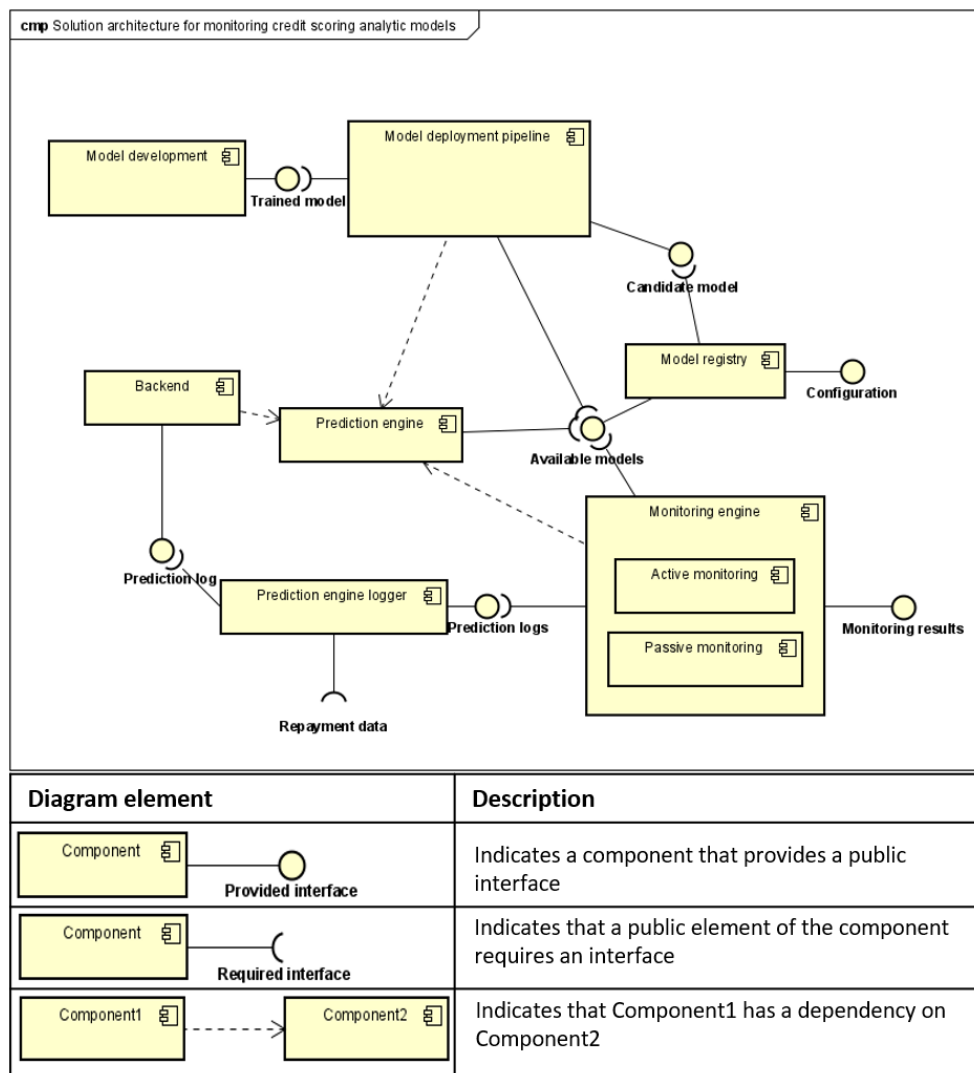 cmp Solution architecture for monitoring credit scoring analytic models
Model development
Trained model
Model deployment pipeline
Candidate model
Model registry
Configuration
Backend
Prediction engine
Available models
Monitoring engine
Active monitoring
Passive monitoring
Prediction log
Prediction engine logger
Prediction logs
Monitoring results
Repayment data
Diagram element
Description
Component
Provided interface
Indicates a component that provides a public
interface
Component
Required interface
Indicates that a public element of the component
requires an interface
Component1
Component2
Indicates that Component1 has a dependency on
Component2